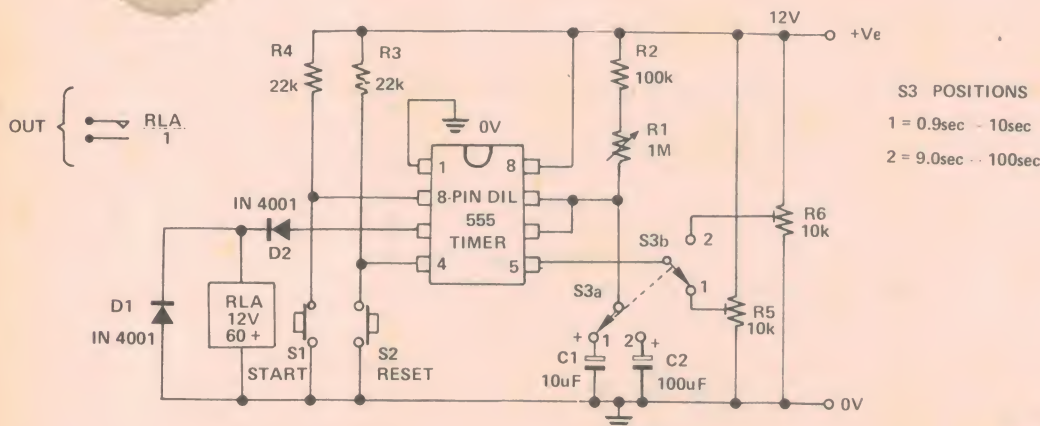 12V
+Ve
R4
22k
R3
22k
R2
100k
R1
1M
S3 POSITIONS
1 = 0.9sec - 10sec
2 = 9.0sec - 100sec
OUT
RLA
1
0V
1
8
8-PIN DIL
555
TIMER
4
5
IN 4001
D2
D1
IN 4001
RLA
12V
60 +
S1
START
S2
RESET
S3b
2
1
S3a
R6
10k
R5
10k
+ 1
2 +
C1
10uF
C2
100uF
0V